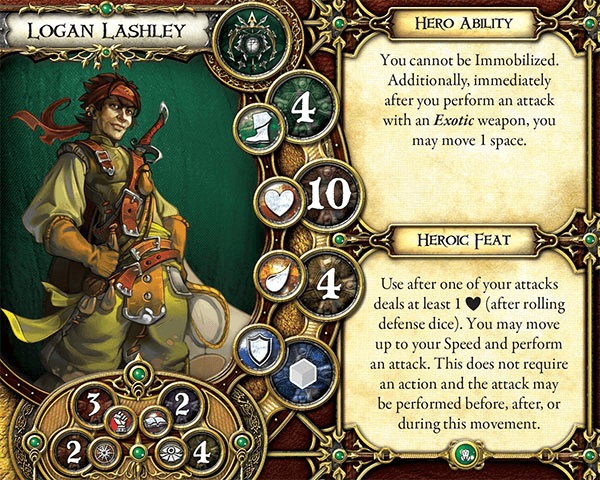 LOGAN LASHLEY
4
10
4
3 2
2 4
HERO ABILITY
You cannot be Immobilized.
Additionally, immediately
after you perform an attack
with an Exotic weapon, you
may move 1 space.
HEROIC FEAT
Use after one of your attacks
deals at least 1 ♥ (after rolling
defense dice). You may move
up to your Speed and perform
an attack. This does not require
an action and the attack may
be performed before, after, or
during this movement.